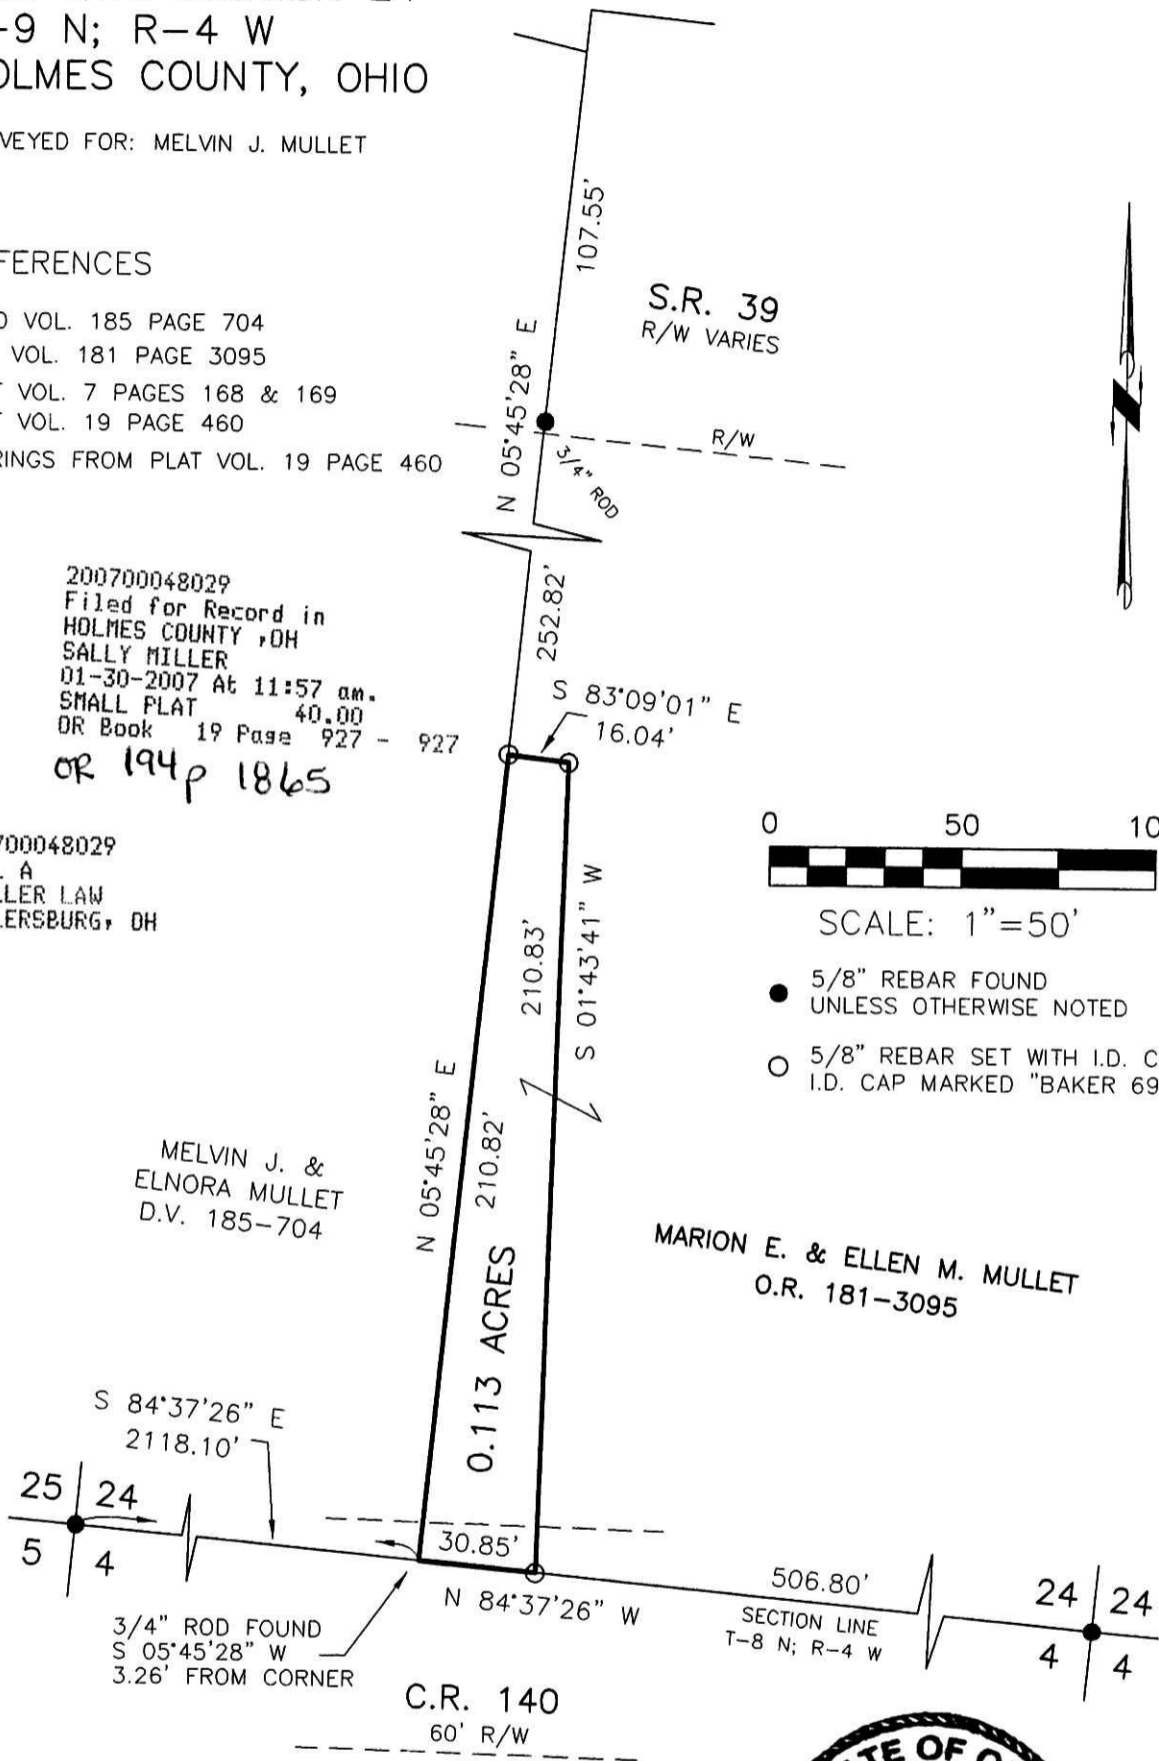 -9 N; R-4 W
OLMES COUNTY, OHIO
VEYED FOR: MELVIN J. MULLET
FERENCES
VOL. 185 PAGE 704
VOL. 181 PAGE 3095
VOL. 7 PAGES 168 & 169
VOL. 19 PAGE 460
RINGS FROM PLAT VOL. 19 PAGE 460
107.55'
S.R. 39
R/W VARIES
N 05°45'28" E
R/W
3/4" ROD
200700048029
Filed for Record in
HOLMES COUNTY ,OH
SALLY MILLER
01-30-2007 At 11:57 am.
SMALL PLAT 40.00
OR Book 19 Page 927 - 927
OR 194 p 1865
252.82'
S 83°09'01" E
16.04'
700048029
L A
LLER LAW
LERSBURG, OH
0 50 10
SCALE: 1"=50'
5/8" REBAR FOUND
UNLESS OTHERWISE NOTED
5/8" REBAR SET WITH I.D. C
I.D. CAP MARKED "BAKER 69
210.83'
S 01°43'41" W
N 05°45'28" E
210.82'
0.113 ACRES
MELVIN J. &
ELNORA MULLET
D.V. 185-704
MARION E. & ELLEN M. MULLET
O.R. 181-3095
S 84°37'26" E
2118.10'
25 24
5 4
30.85'
N 84°37'26" W
506.80'
SECTION LINE
T-8 N; R-4 W
24 24
4 4
3/4" ROD FOUND
S 05°45'28" W
3.26' FROM CORNER
C.R. 140
60' R/W
TE OF O